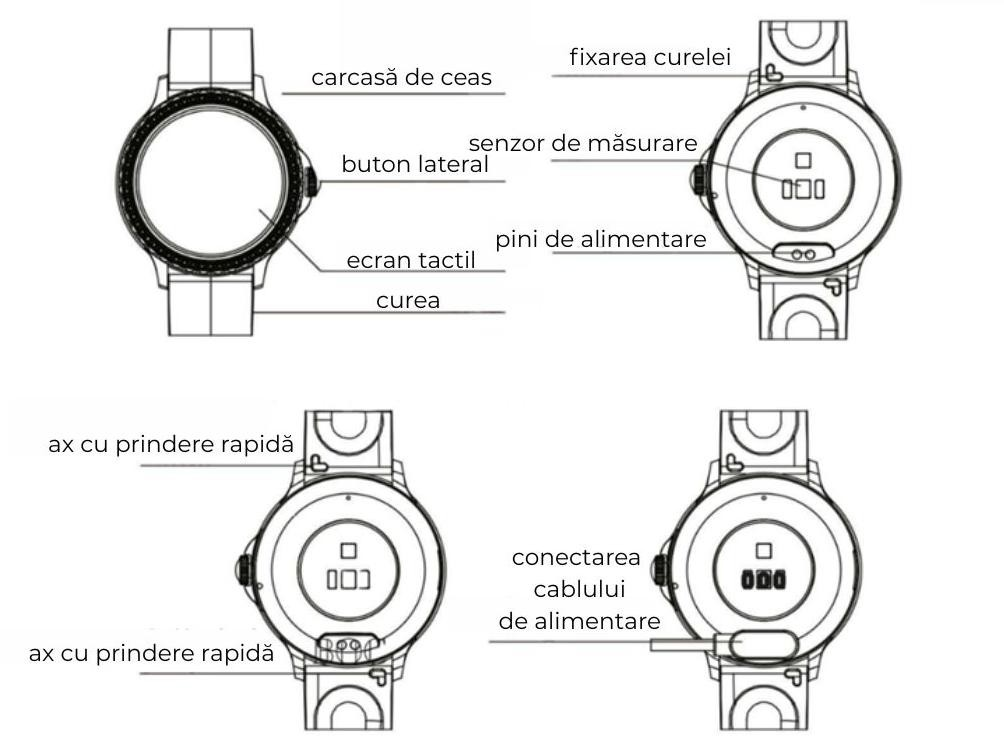 carcasă de ceas
buton lateral
ecran tactil
curea
fixarea curelei
senzor de măsurare
pini de alimentare
ax cu prindere rapidă
ax cu prindere rapidă
conectarea
cablului
de alimentare